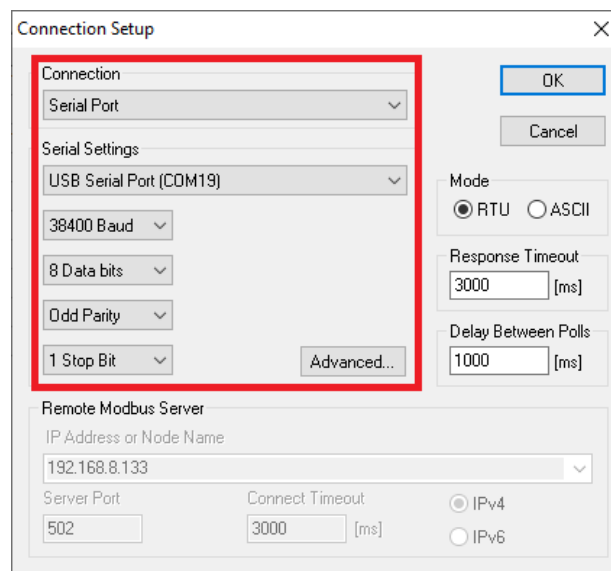 Connection Setup
Connection
OK
Serial Port
Cancel
Serial Settings
USB Serial Port (COM19)
Mode
RTU ASCII
38400 Baud
8 Data bits
Response Timeout
3000 [ms]
Odd Parity
Delay Between Polls
1 Stop Bit Advanced... 1000 [ms]
Remote Modbus Server
IP Address or Node Name
192.168.8.133
Server Port Connect Timeout
IPv4
502 3000 [ms]
IPv6